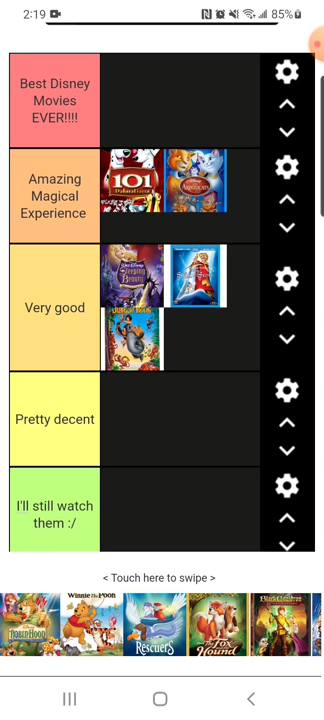 2:19
85%
Best Disney
Movies
EVER!!!!
Amazing
Magical
Experience
101
Dalmatians
ARISTOCATS
Very good
Sleeping
Beauty
JUNGLE BOOK
Pretty decent
I'll still watch
them :/
< Touch here to swipe >
ROBIN HOOD
Winnie the Pooh
RESCUERS
The Fox
Hound
Black Cauldron